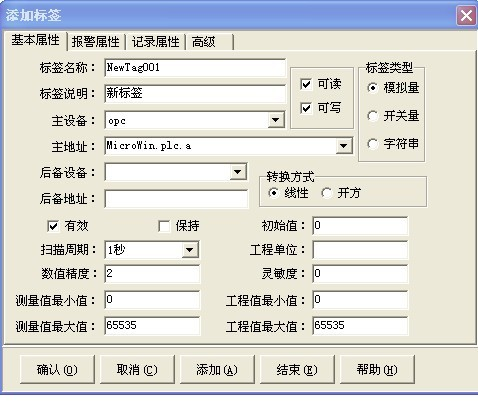 添加标签
基本属性 报警属性 记录属性 高级
标签名称： NewTag001
标签说明： 新标签
主设备： opc
主地址： MicroWin.plc.a
后备设备：
后备地址：
可读
可写
标签类型
模拟量
开关量
字符串
转换方式
线性 开方
有效 保持 初始值： 0
扫描周期： 1秒 工程单位：
数值精度： 2 灵敏度： 0
测量值最小值： 0 工程值最小值： 0
测量值最大值： 65535 工程值最大值： 65535
确认(O) 取消(C) 添加(A) 结束(E) 帮助(H)